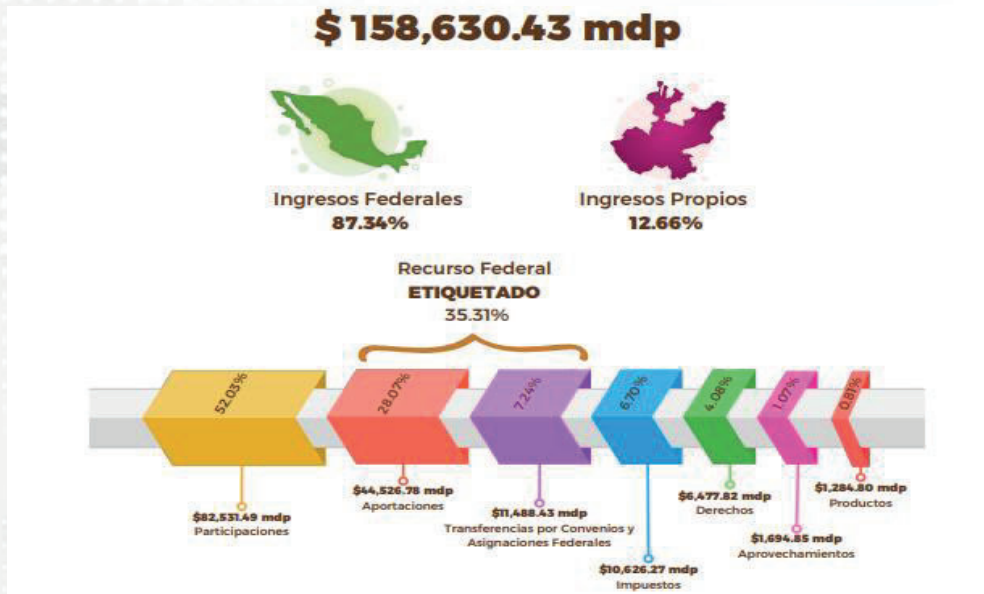 $ 158,630.43 mdp
Ingresos Federales
87.34%
Ingresos Propios
12.66%
Recurso Federal
ETIQUETADO
35.31%
52.03%
28.07%
7.24%
6.70%
4.08%
1.07%
0.81%
$82,531.49 mdp
Participaciones
$44,526.78 mdp
Aportaciones
$11,488.43 mdp
Transferencias por Convenios y
Asignaciones Federales
$10,626.27 mdp
Impuestos
$6,477.82 mdp
Derechos
$1,694.85 mdp
Aprovechamientos
$1,284.80 mdp
Productos